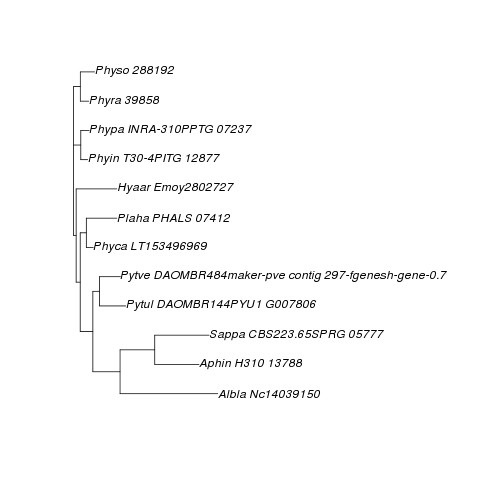 Physo 288192
Phyra 39858
Phypa INRA-310PPTG 07237
Phyin T30-4PITG 12877
Hyaar Emoy2802727
Plaha PHALS 07412
Phyca LT153496969
Pytve DAOMBR484maker-pve contig 297-fgenesh-gene-0.7
Pytul DAOMBR144PYU1 G007806
Sappa CBS223.65SPRG 05777
Aphin H310 13788
Albla Nc14039150